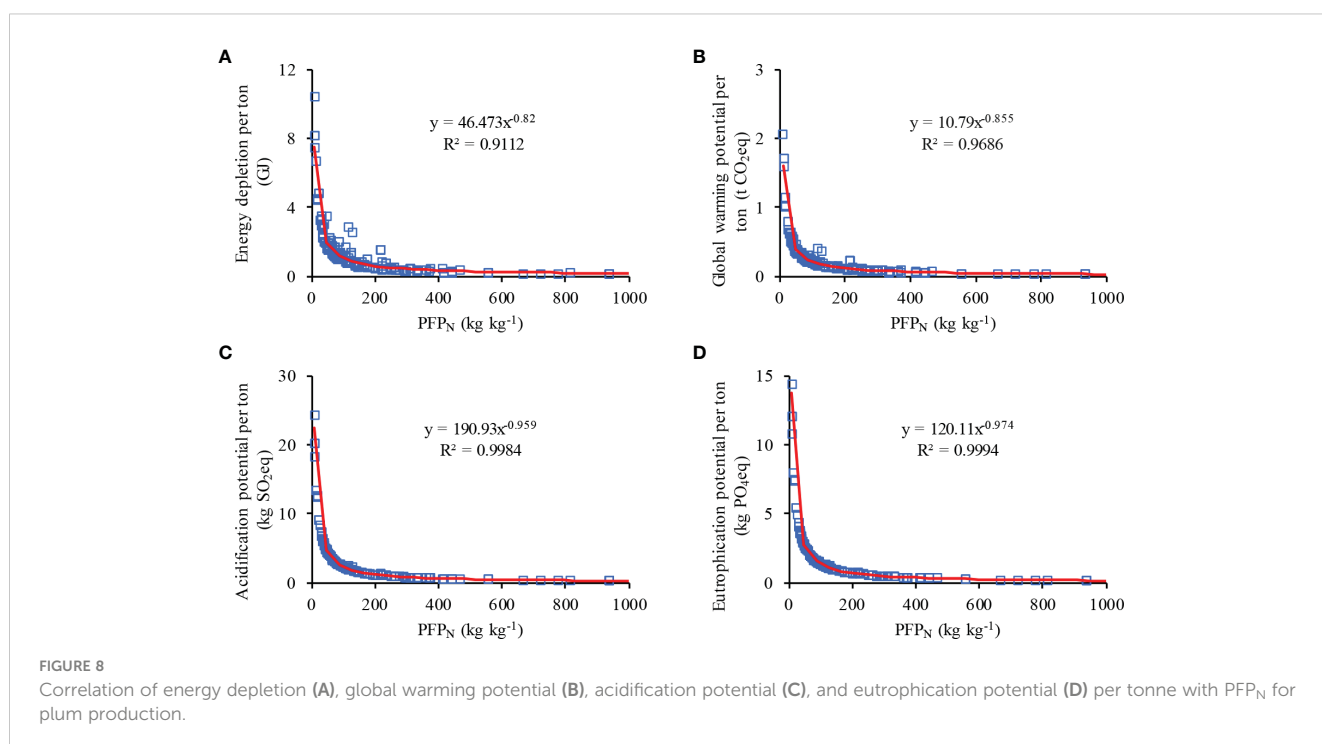 A
Energy depletion per ton
(GJ)
12
8
4
0
y = 46.473x^-0.82
R² = 0.9112
0 200 400 600 800 1000
PFP_N (kg kg⁻¹)
B
Global warming potential per
ton (t CO₂eq)
3
2
1
0
y = 10.79x^-0.855
R² = 0.9686
0 200 400 600 800 1000
PFP_N (kg kg⁻¹)
C
Acidification potential per ton
(kg SO₂eq)
30
20
10
0
y = 190.93x^-0.959
R² = 0.9984
0 200 400 600 800 1000
PFP_N (kg kg⁻¹)
D
Eutrophication potential per ton
(kg PO₄eq)
15
10
5
0
y = 120.11x^-0.974
R² = 0.9994
0 200 400 600 800 1000
PFP_N (kg kg⁻¹)
FIGURE 8
Correlation of energy depletion (A), global warming potential (B), acidification potential (C), and eutrophication potential (D) per tonne with PFP_N for
plum production.